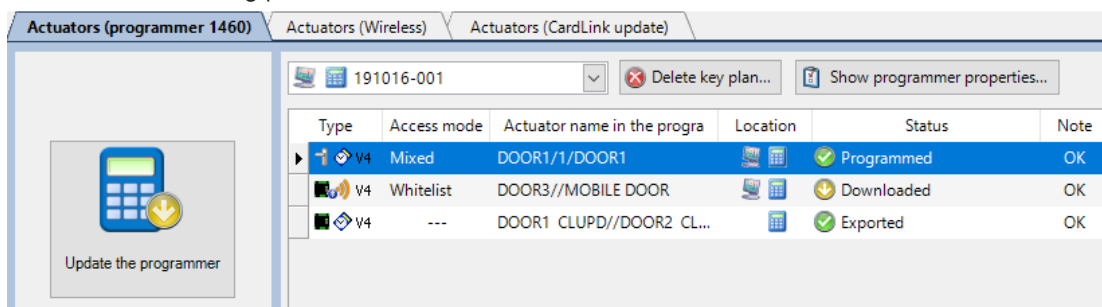 Actuators (programmer 1460) Actuators (Wireless) Actuators (CardLink update)
191016-001 Delete key plan... Show programmer properties...
Type Access mode Actuator name in the progra Location Status Note
V4 Mixed DOOR1/1/DOOR1 Programmed OK
V4 Whitelist DOOR3//MOBILE DOOR Downloaded OK
V4 --- DOOR1 CLUPD//DOOR2 CL... Exported OK
Update the programmer